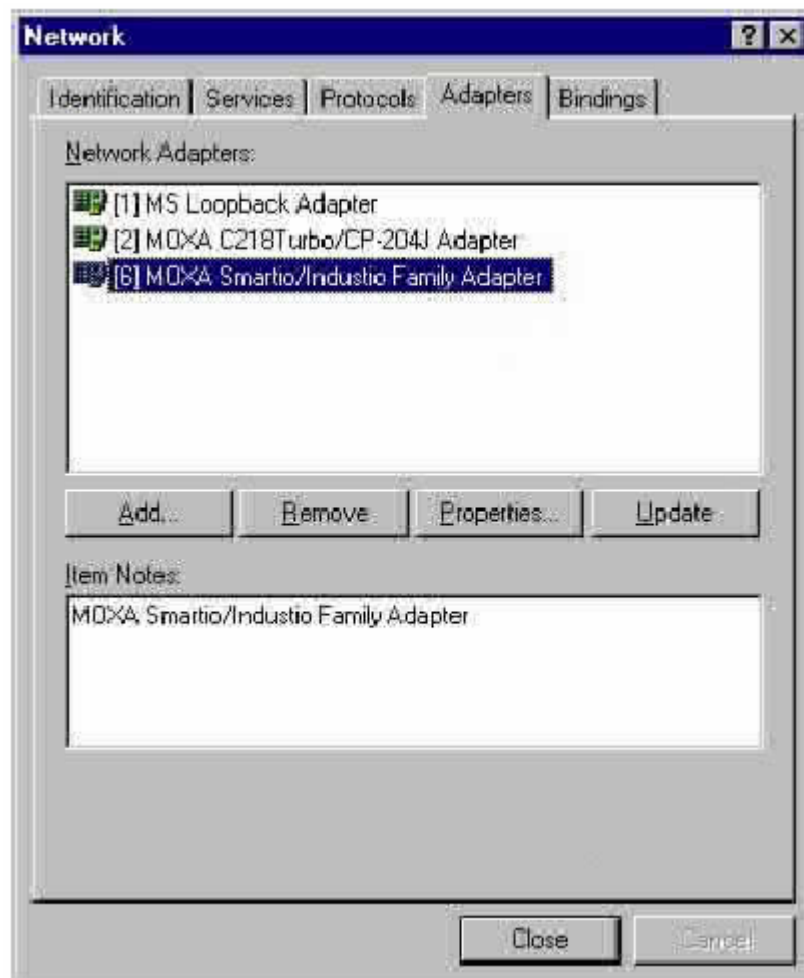 Network
Identification Services Protocols Adapters Bindings
Network Adapters:
[1] MS Loopback Adapter
[2] MOXA C218Turbo/CP-204J Adapter
[6] MOXA Smartio/Industio Family Adapter
Add... Remove Properties... Update
Item Notes:
MOXA Smartio/Industio Family Adapter
Close Cancel